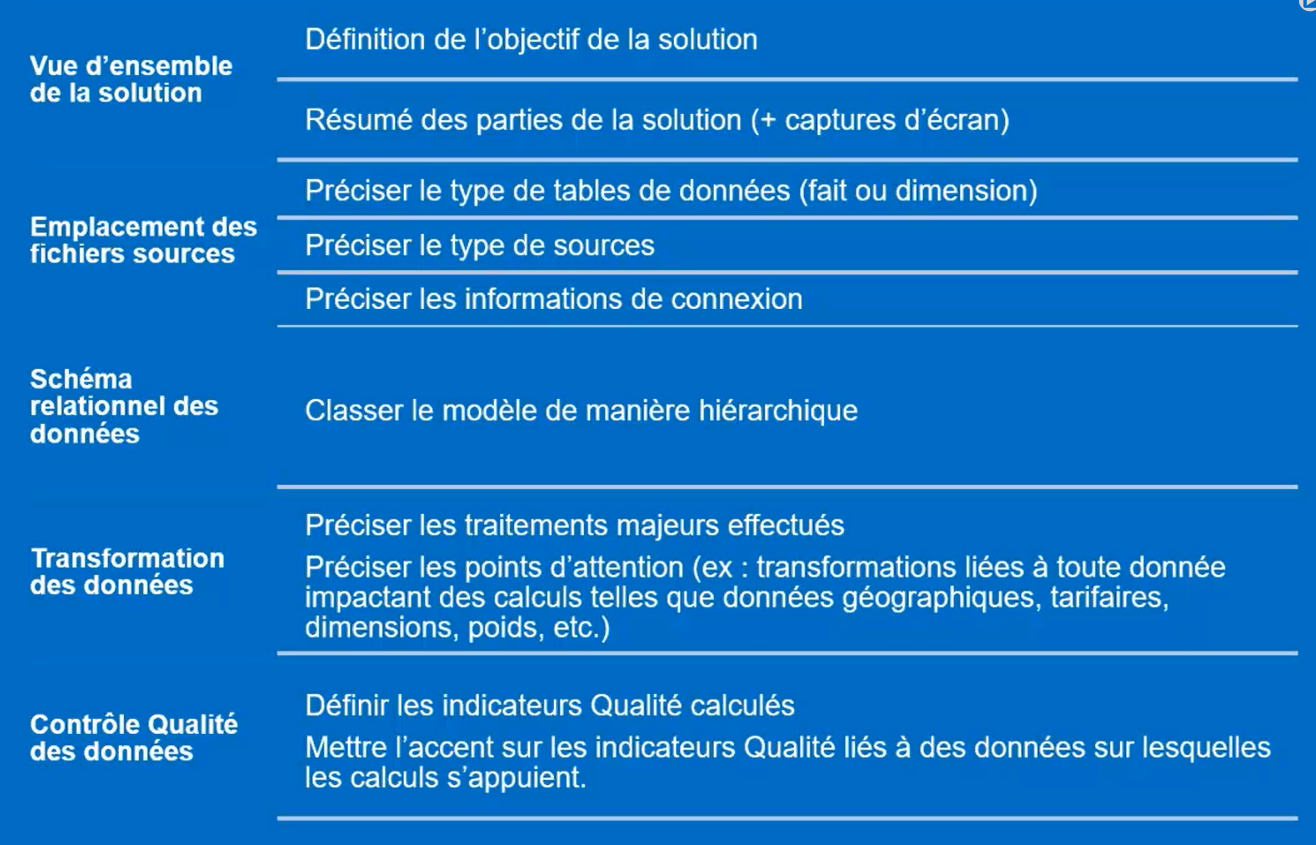 Vue d’ensemble
de la solution
Définition de l’objectif de la solution
Résumé des parties de la solution (+ captures d’écran)
Emplacement des
fichiers sources
Préciser le type de tables de données (fait ou dimension)
Préciser le type de sources
Préciser les informations de connexion
Schéma
relationnel des
données
Classer le modèle de manière hiérarchique
Transformation
des données
Préciser les traitements majeurs effectués
Préciser les points d’attention (ex : transformations liées à toute donnée
impactant des calculs telles que données géographiques, tarifaires,
dimensions, poids, etc.)
Contrôle Qualité
des données
Définir les indicateurs Qualité calculés
Mettre l’accent sur les indicateurs Qualité liés à des données sur lesquelles
les calculs s’appuient.